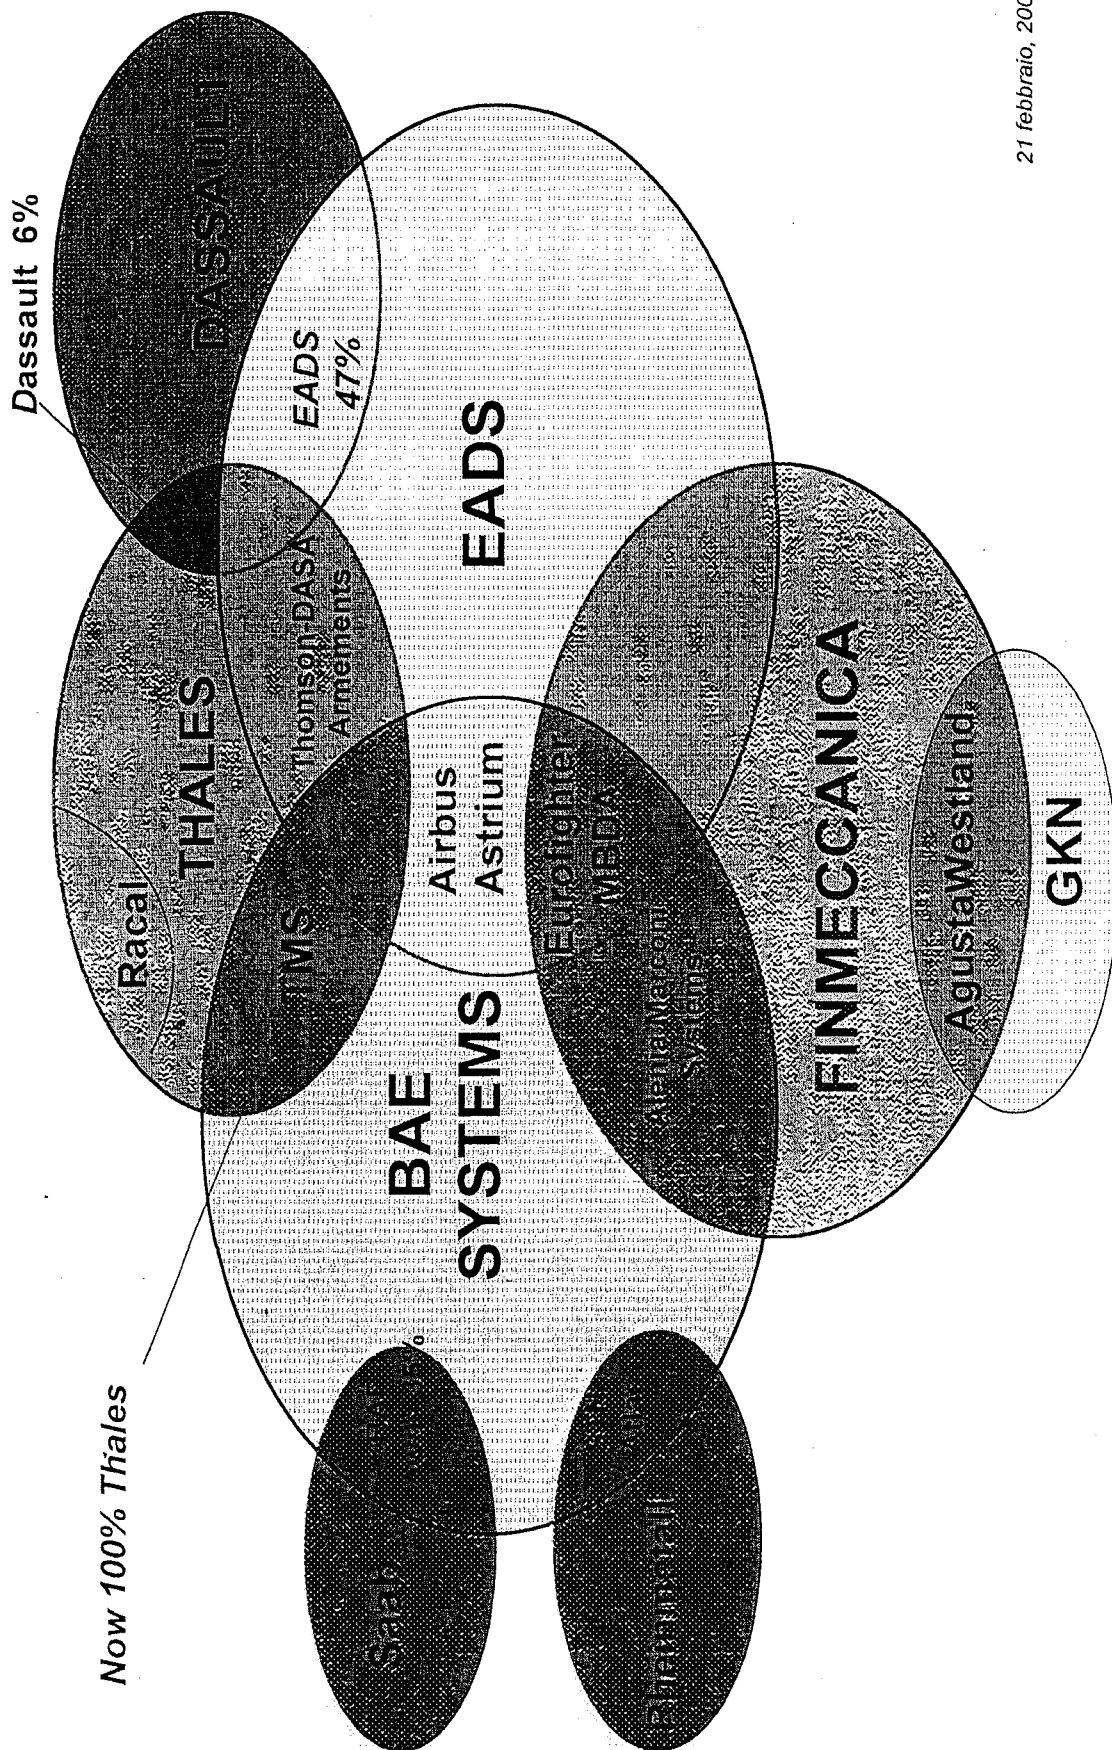 Now 100% Thales
Dassault 6%
Racal
THALES
DASSAULT
TMS
Thomson-DASA
Armements
EADS
47%
Saab
BAE
SYSTEMS
Airbus
Astrium
EADS
Eurofighter
MBDA
Alenia Marconi
Systems
FINMECCANICA
AgustaWestland
GKN
21 febbraio, 200